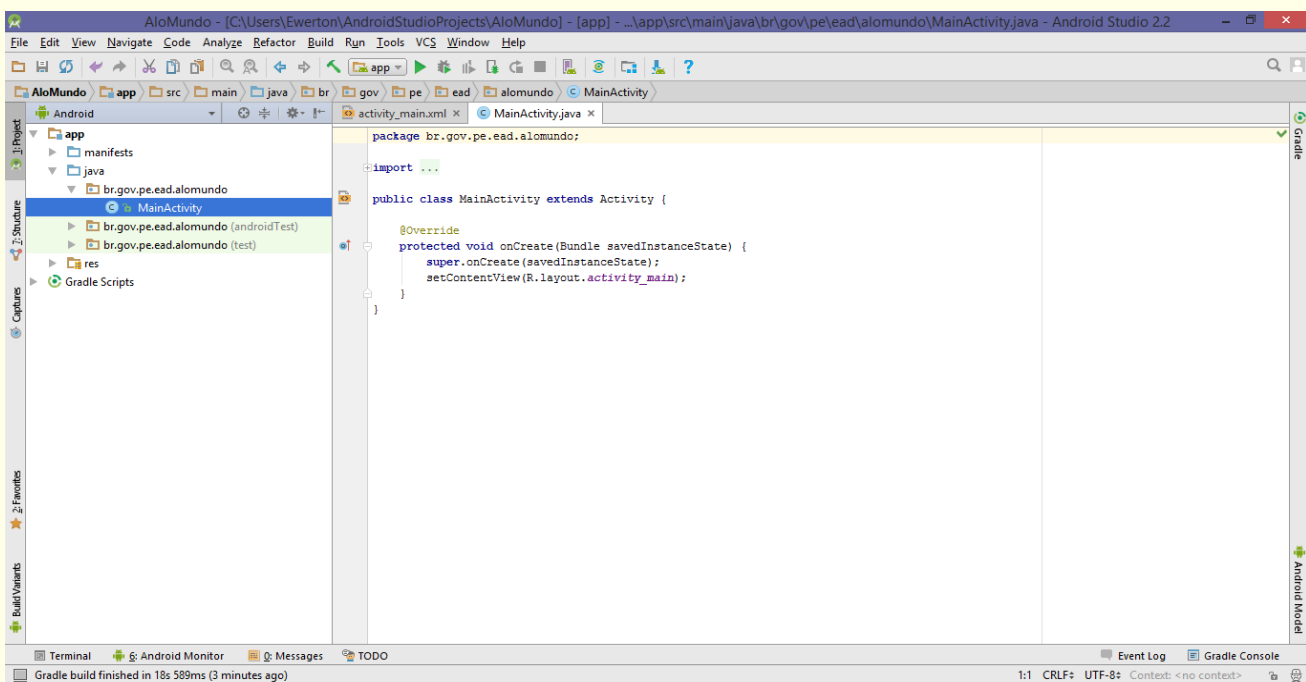 AloMundo - [C:\Users\Ewerton\AndroidStudioProjects\AloMundo] - [app] - ...\app\src\main\java\br\gov\pe\ead\alomundo\MainActivity.java - Android Studio 2.2
File Edit View Navigate Code Analyze Refactor Build Run Tools VCS Window Help
app
AloMundo app src main java br gov pe ead alomundo MainActivity
Android
activity_main.xml
MainActivity.java
1: Project
7: Structure
Captures
2: Favorites
Build Variants
app
manifests
java
br.gov.pe.ead.alomundo
MainActivity
br.gov.pe.ead.alomundo (androidTest)
br.gov.pe.ead.alomundo (test)
res
Gradle Scripts
package br.gov.pe.ead.alomundo;
import ...
public class MainActivity extends Activity {
@Override
protected void onCreate(Bundle savedInstanceState) {
super.onCreate(savedInstanceState);
setContentView(R.layout.activity_main);
}
}
Gradle
Android Model
Terminal 6: Android Monitor 0: Messages TODO Event Log Gradle Console
Gradle build finished in 18s 589ms (3 minutes ago) 1:1 CRLF UTF-8 Context: <no context>